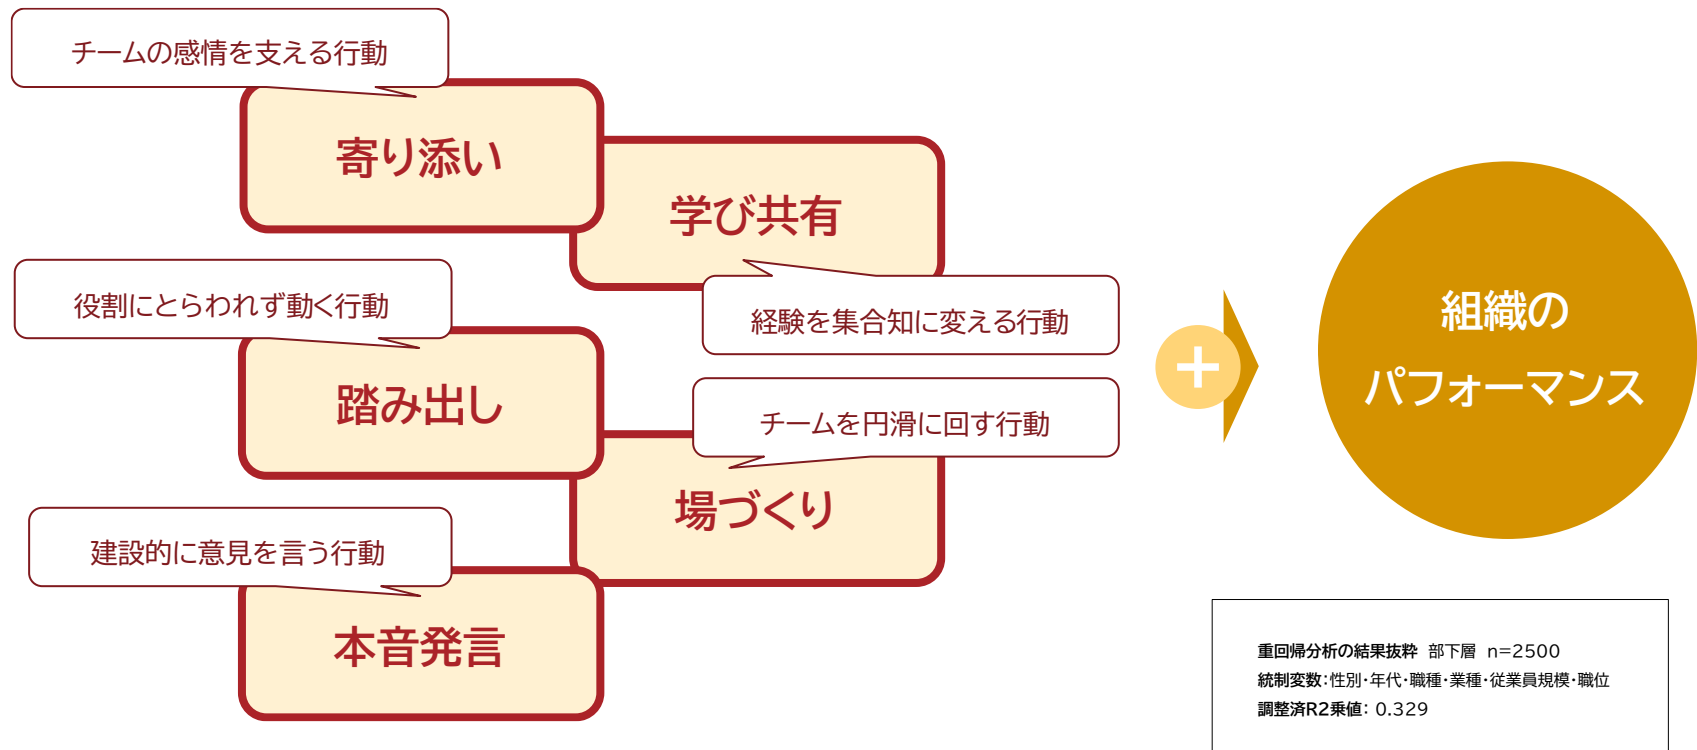 チームの感情を支える行動
寄り添い
学び共有
経験を集合知に変える行動
役割にとらわれず動く行動
踏み出し
チームを円滑に回す行動
場づくり
建設的に意見を言う行動
本音発言
+
組織の
パフォーマンス
重回帰分析の結果抜粋 部下層 n=2500
統制変数:性別・年代・職種・業種・従業員規模・職位
調整済R2乗値: 0.329